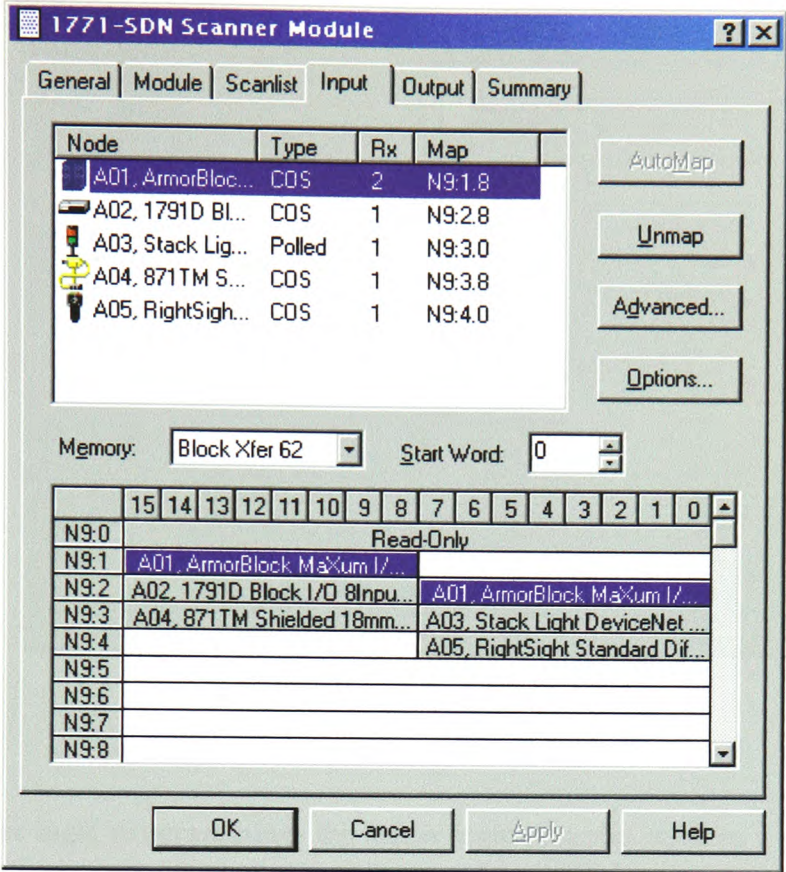 1771-SDN Scanner Module
General Module Scanlist Input Output Summary
Node Type Rx Map
A01, ArmorBloc... COS 2 N9:1.8
A02, 1791D Bl... COS 1 N9:2.8
A03, Stack Lig... Polled 1 N9:3.0
A04, 871TM S... COS 1 N9:3.8
A05, RightSigh... COS 1 N9:4.0
AutoMap
Unmap
Advanced...
Options...
Memory: Block Xfer 62 Start Word: 0
15 14 13 12 11 10 9 8 7 6 5 4 3 2 1 0
N9:0 Read-Only
N9:1 A01, ArmorBlock MaXum I/...
N9:2 A02, 1791D Block I/O 8Inpu... A01, ArmorBlock MaXum I/...
N9:3 A04, 871TM Shielded 18mm... A03, Stack Light DeviceNet ...
N9:4 A05, RightSight Standard Dif...
N9:5
N9:6
N9:7
N9:8
OK Cancel Apply Help